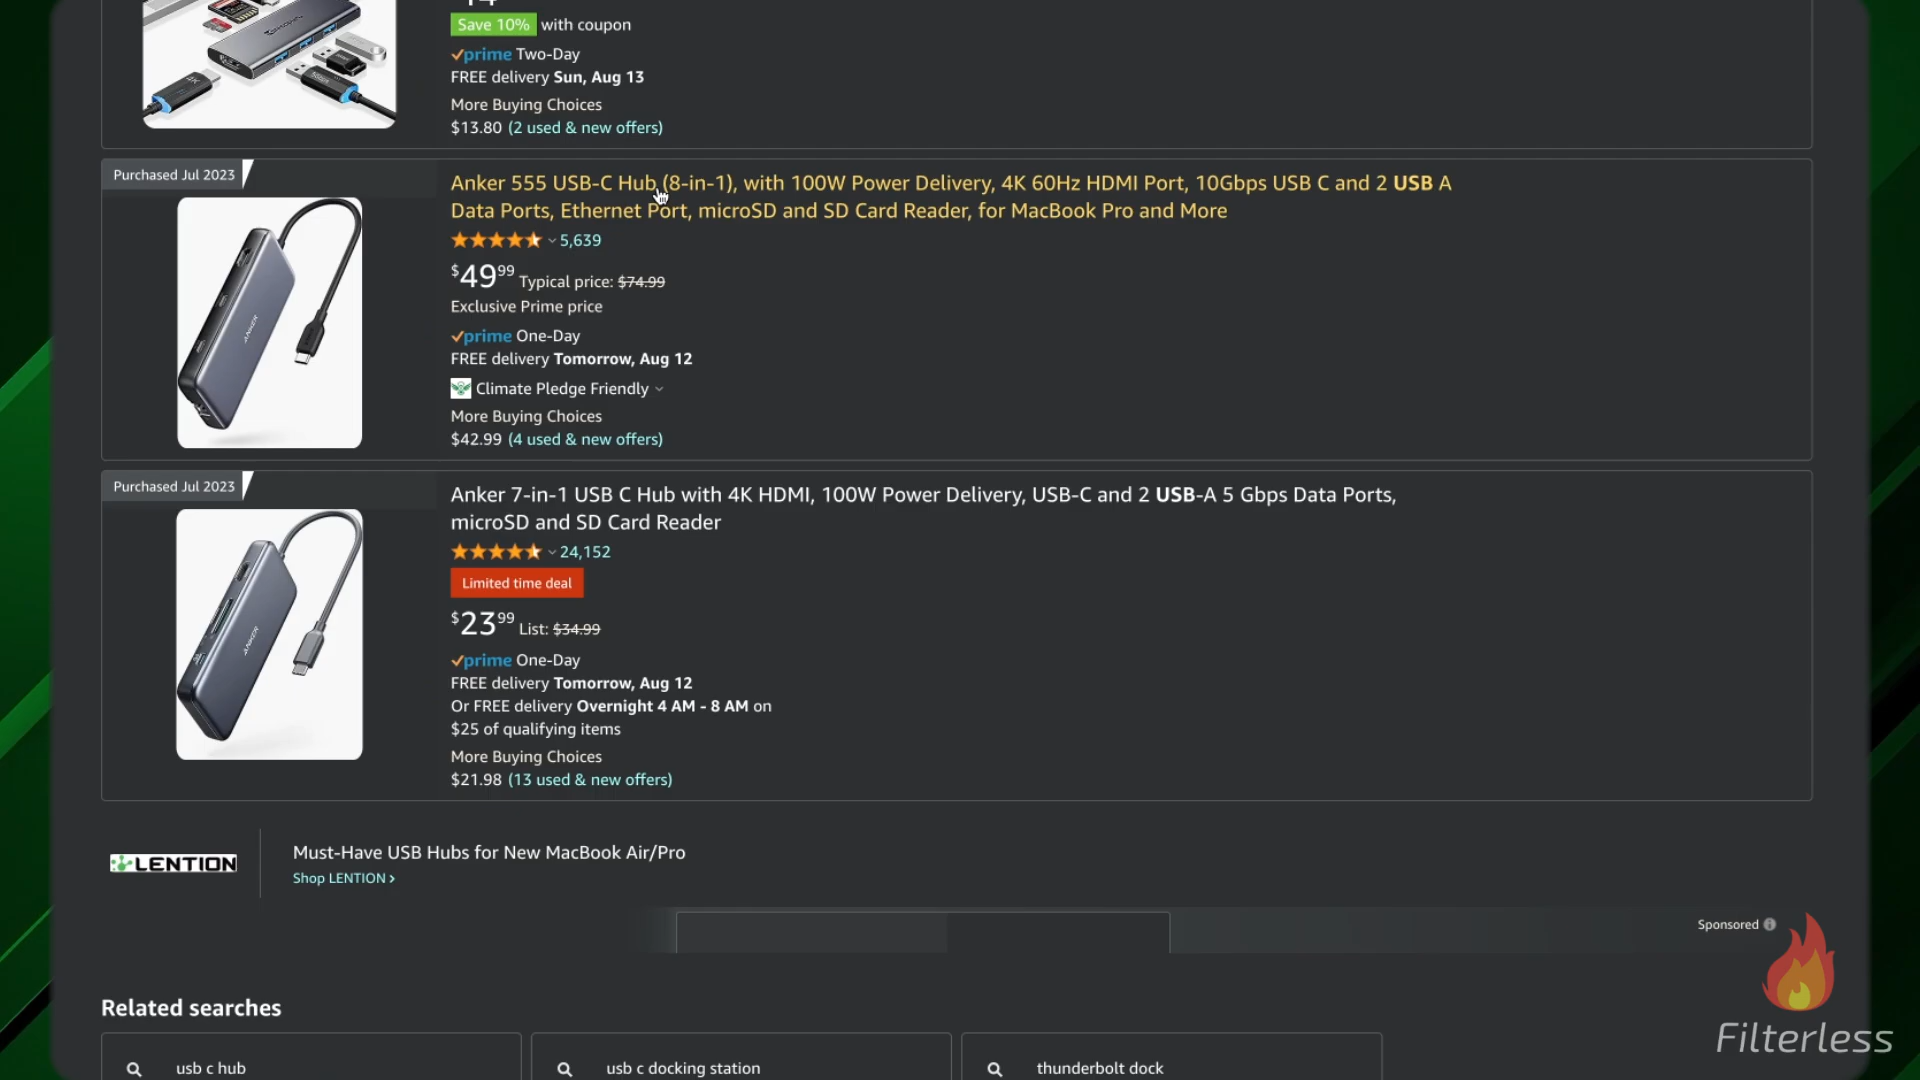 Save 10% with coupon
prime Two-Day
FREE delivery Sun, Aug 13
More Buying Choices
$13.80 (2 used & new offers)
Purchased Jul 2023
Anker 555 USB-C Hub (8-in-1), with 100W Power Delivery, 4K 60Hz HDMI Port, 10Gbps USB C and 2 USB A
Data Ports, Ethernet Port, microSD and SD Card Reader, for MacBook Pro and More
5,639
$49.99 Typical price: $74.99
Exclusive Prime price
prime One-Day
FREE delivery Tomorrow, Aug 12
Climate Pledge Friendly
More Buying Choices
$42.99 (4 used & new offers)
ANKER
Purchased Jul 2023
Anker 7-in-1 USB C Hub with 4K HDMI, 100W Power Delivery, USB-C and 2 USB-A 5 Gbps Data Ports,
microSD and SD Card Reader
24,152
Limited time deal
$23.99 List: $34.99
prime One-Day
FREE delivery Tomorrow, Aug 12
Or FREE delivery Overnight 4 AM - 8 AM on
$25 of qualifying items
More Buying Choices
$21.98 (13 used & new offers)
ANKER
LENTION
Must-Have USB Hubs for New MacBook Air/Pro
Shop LENTION ›
Sponsored
Related searches
usb c hub
usb c docking station
thunderbolt dock
Filterless